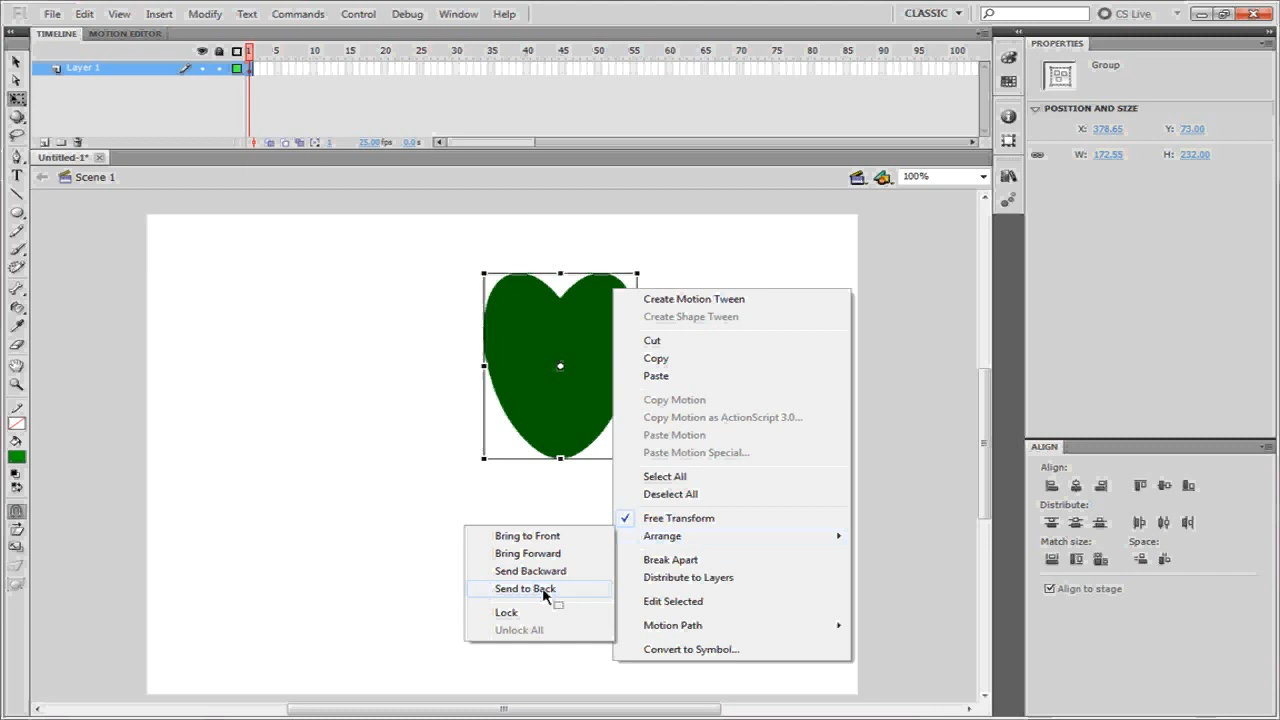 Fl File Edit View Insert Modify Text Commands Control Debug Window Help CLASSIC CS Live
TIMELINE MOTION EDITOR
1 5 10 15 20 25 30 35 40 45 50 55 60 65 70 75 80 85 90 95 100
Layer 1
1 25.00fps 0.0s
Untitled-1*
Scene 1 100%
Create Motion Tween
Create Shape Tween
Cut
Copy
Paste
Copy Motion
Copy Motion as ActionScript 3.0...
Paste Motion
Paste Motion Special...
Select All
Deselect All
Free Transform
Arrange
Break Apart
Distribute to Layers
Edit Selected
Motion Path
Convert to Symbol...
Bring to Front
Bring Forward
Send Backward
Send to Back
Lock
Unlock All
PROPERTIES
Group
POSITION AND SIZE
X: 378.65 Y: 73.00
W: 172.55 H: 232.00
ALIGN
Align:
Distribute:
Match size: Space:
Align to stage